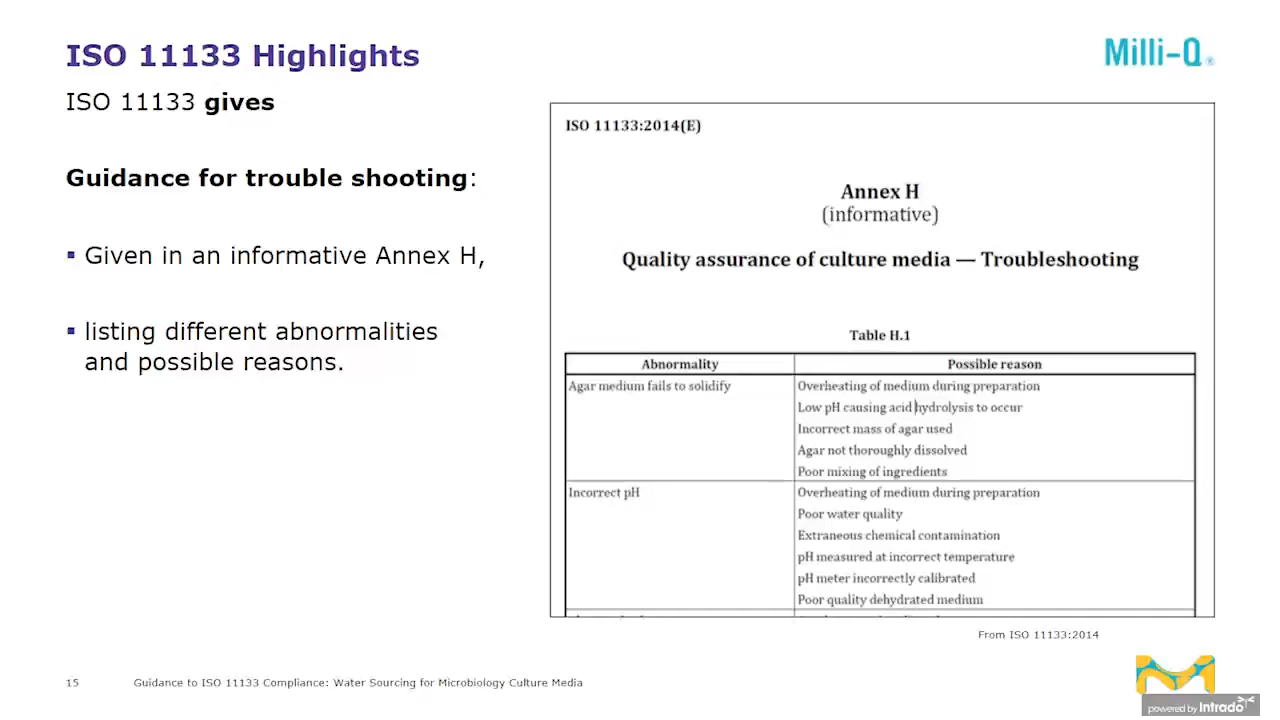 ISO 11133 Highlights
Milli-Q®
ISO 11133 gives
Guidance for trouble shooting:
▪ Given in an informative Annex H,
▪ listing different abnormalities
and possible reasons.
ISO 11133:2014(E)
Annex H
(informative)
Quality assurance of culture media — Troubleshooting
Table H.1
Abnormality Possible reason
Agar medium fails to solidify Overheating of medium during preparation
Low pH causing acid hydrolysis to occur
Incorrect mass of agar used
Agar not thoroughly dissolved
Poor mixing of ingredients
Incorrect pH Overheating of medium during preparation
Poor water quality
Extraneous chemical contamination
pH measured at incorrect temperature
pH meter incorrectly calibrated
Poor quality dehydrated medium
From ISO 11133:2014
15 Guidance to ISO 11133 Compliance: Water Sourcing for Microbiology Culture Media
powered by Intrado